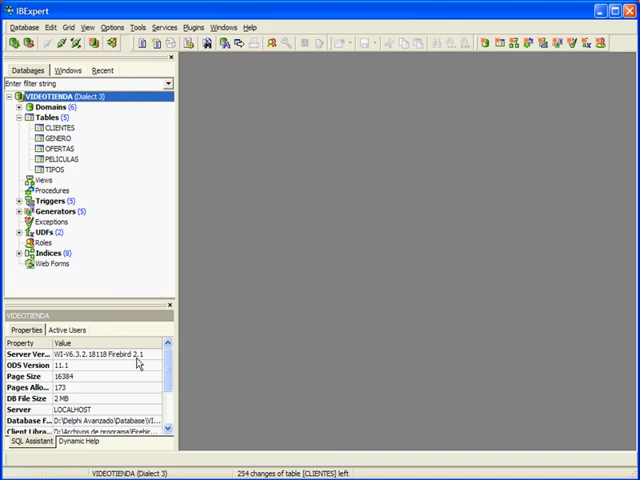 IBExpert
Database Edit Grid View Options Tools Services Plugins Windows Help
Databases Windows Recent
Enter filter string
VIDEOTIENDA (Dialect 3)
Domains (6)
Tables (5)
CLIENTES
GENERO
OFERTAS
PELICULAS
TIPOS
Views
Procedures
Triggers (5)
Generators (5)
Exceptions
UDFs (2)
Roles
Indices (8)
Web Forms
VIDEOTIENDA
Properties Active Users
Property Value
Server Ver... WI-V6.3.2.18118 Firebird 2.1
ODS Version 11.1
Page Size 16384
Pages Allo... 173
DB File Size 2 MB
Server LOCALHOST
Database F... D:\Delphi Avanzado\Database\VI...
Client Libra... D:\Archivos de programa\Firebir...
SQL Assistant Dynamic Help
VIDEOTIENDA (Dialect 3) 254 changes of table [CLIENTES] left